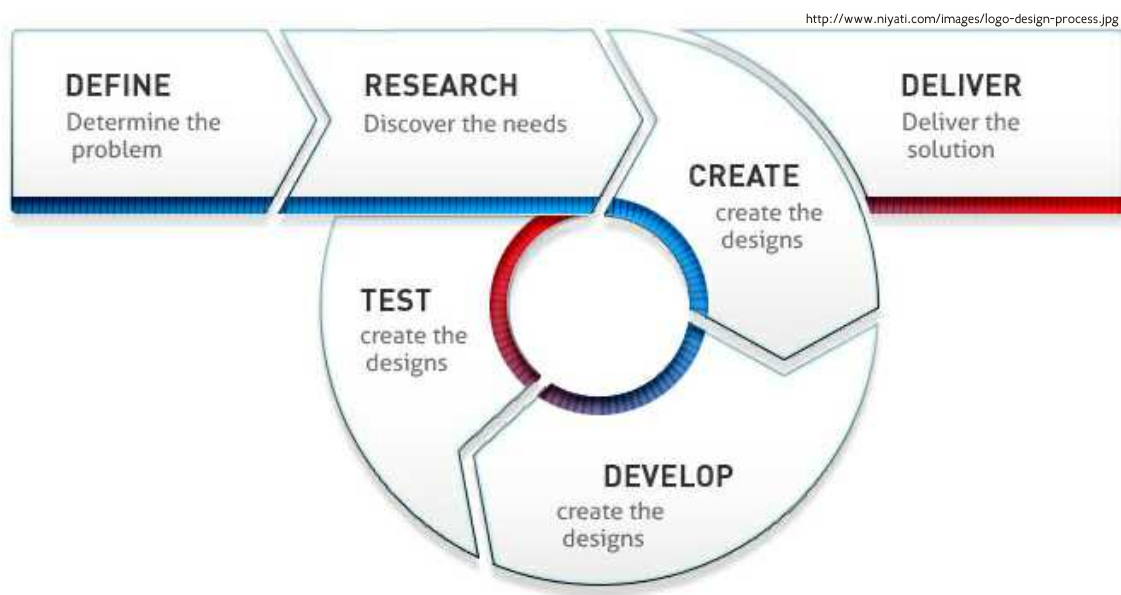 http://www.niyati.com/images/logo-design-process.jpg
DEFINE
Determine the
problem
RESEARCH
Discover the needs
CREATE
create the
designs
DELIVER
Deliver the
solution
TEST
create the
designs
DEVELOP
create the
designs